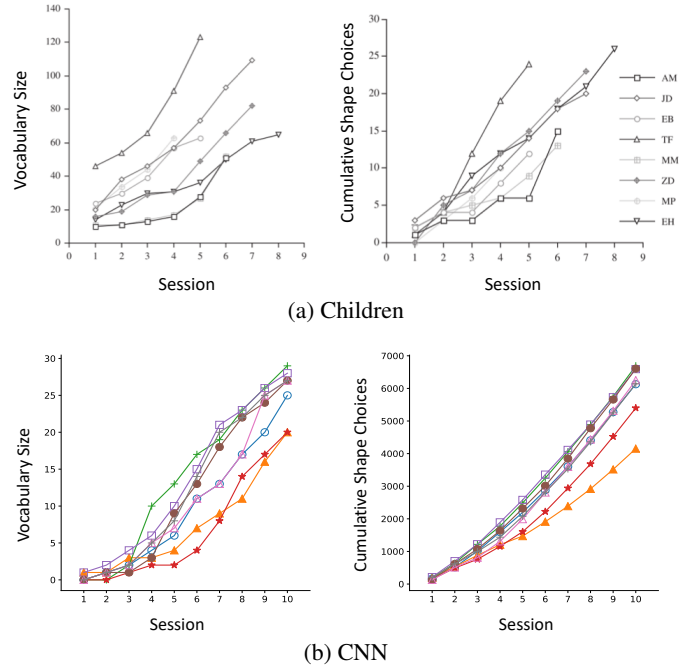 Vocabulary Size
140
120
100
80
60
40
20
0
0 1 2 3 4 5 6 7 8 9
Session
Cumulative Shape Choices
30
25
20
15
10
5
0
0 1 2 3 4 5 6 7 8 9
Session
AM
JD
EB
TF
MM
ZD
MP
EH
(a) Children
Vocabulary Size
30
25
20
15
10
5
0
1 2 3 4 5 6 7 8 9 10
Session
Cumulative Shape Choices
7000
6000
5000
4000
3000
2000
1000
0
1 2 3 4 5 6 7 8 9 10
Session
(b) CNN